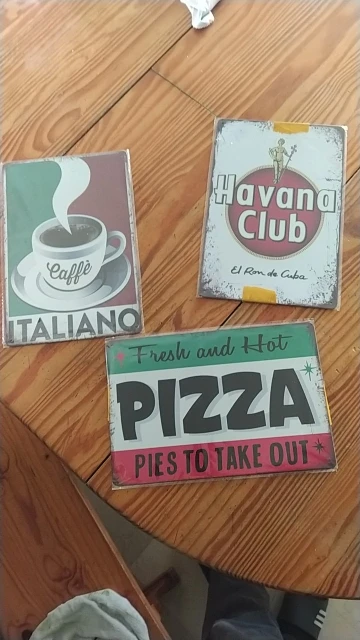 Caffè
ITALIANO
Havana
Club
El Ron de Cuba
Fresh and Hot
PIZZA
PIES TO TAKE OUT